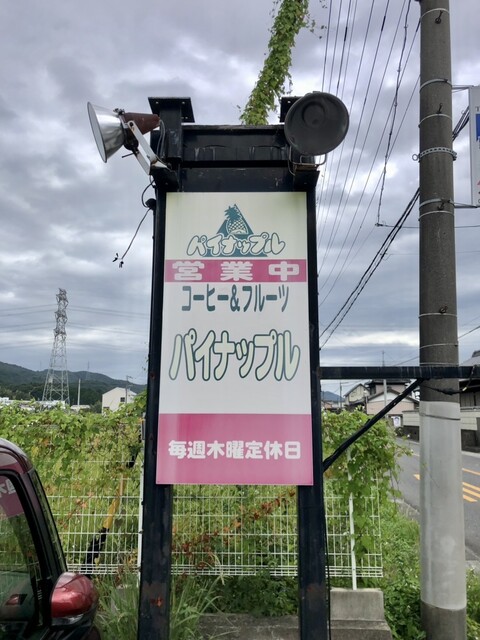 パイナップル
営業中
コーヒー&フルーツ
パイナップル
毎週木曜定休日